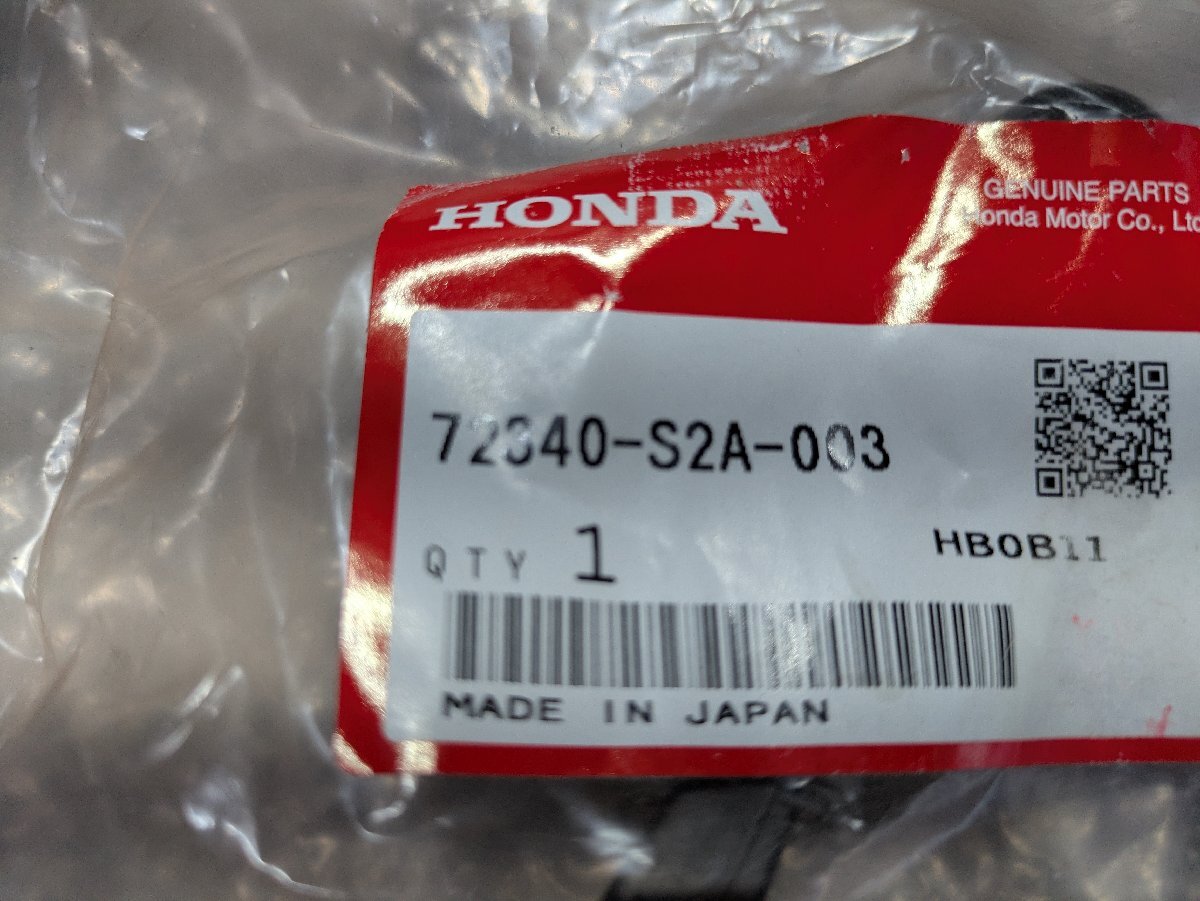 HONDA
GENUINE PARTS
Honda Motor Co., Ltd
72340-S2A-003
HB0B11
QTY 1
MADE IN JAPAN